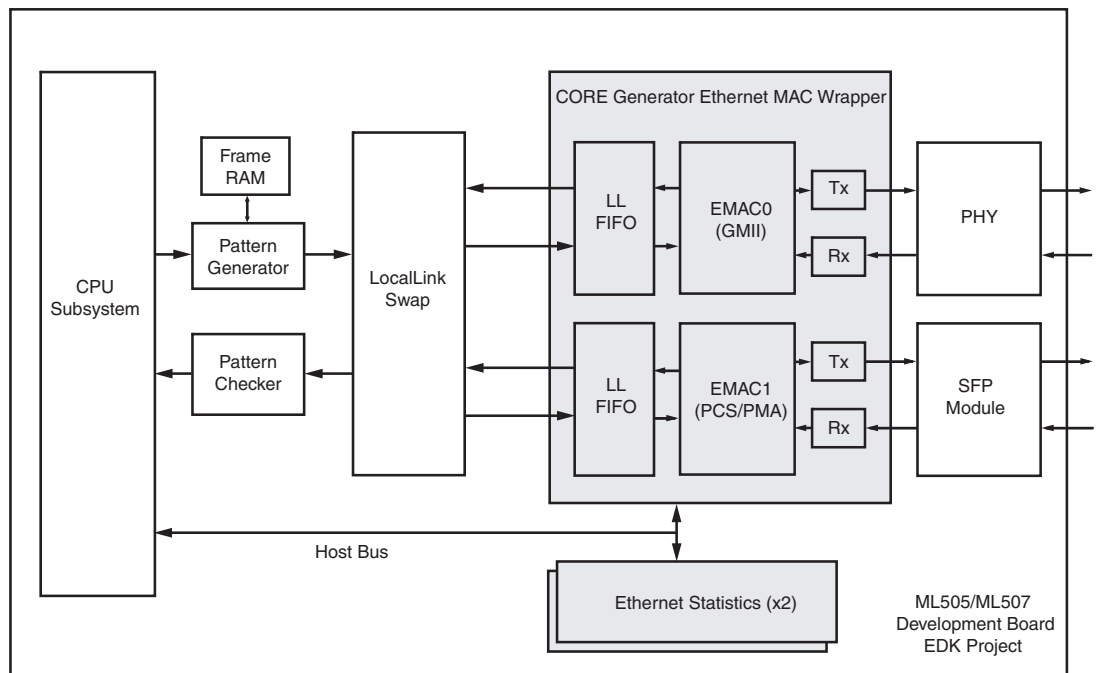 CORE Generator Ethernet MAC Wrapper
Frame
RAM
Pattern
Generator
CPU
Subsystem
Pattern
Checker
LocalLink
Swap
LL
FIFO
EMAC0
(GMII)
Tx
Rx
PHY
LL
FIFO
EMAC1
(PCS/PMA)
Tx
Rx
SFP
Module
Host Bus
Ethernet Statistics (x2)
ML505/ML507
Development Board
EDK Project